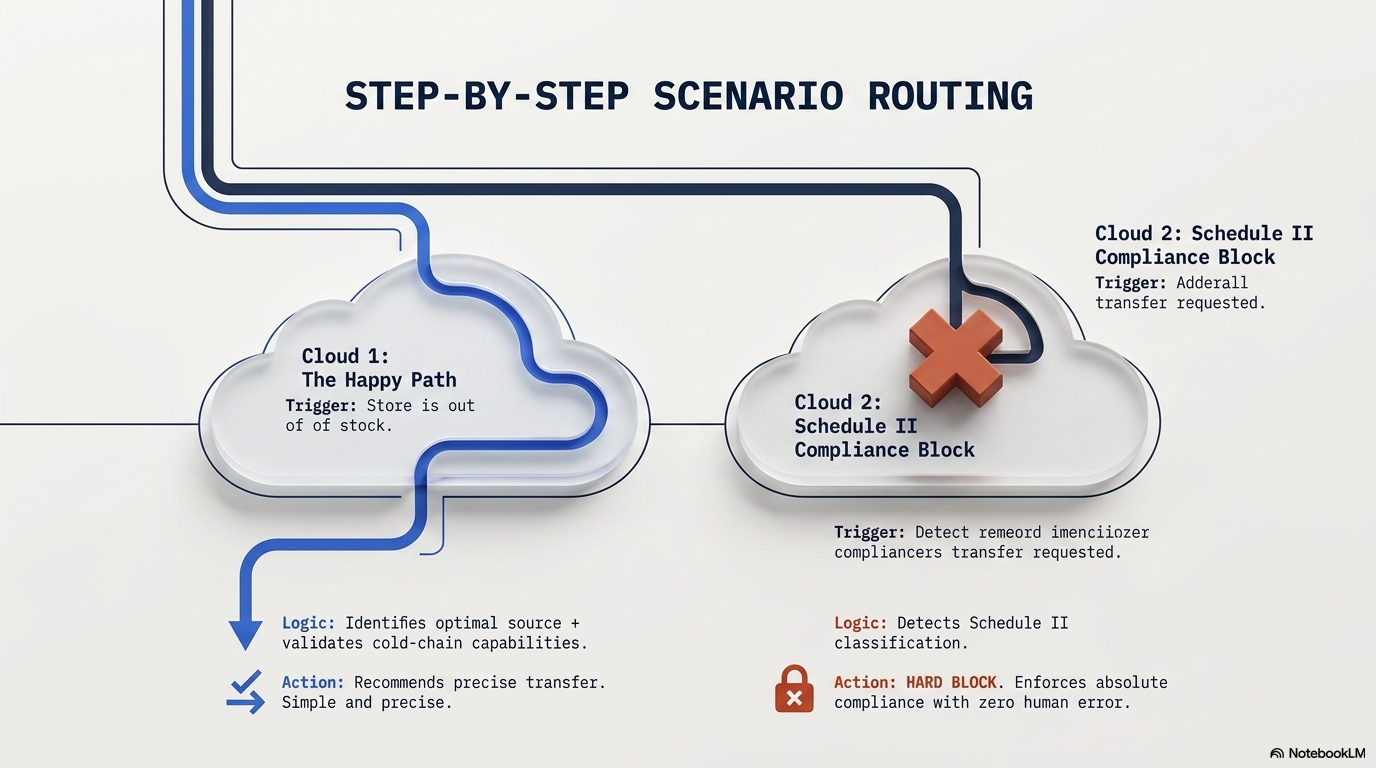 STEP-BY-STEP SCENARIO ROUTING
Cloud 1:
The Happy Path
Trigger: Store is out
of of stock.
Logic: Identifies optimal source +
validates cold-chain capabilities.
Action: Recommends precise transfer.
Simple and precise.
Cloud 2: Schedule II
Compliance Block
Trigger: Adderall
transfer requested.
Cloud 2:
Schedule II
Compliance Block
Trigger: Detect remeord imenciiozer
compliancers transfer requested.
Logic: Detects Schedule II
classification.
Action: HARD BLOCK. Enforces absolute
compliance with zero human error.
NotebookLM